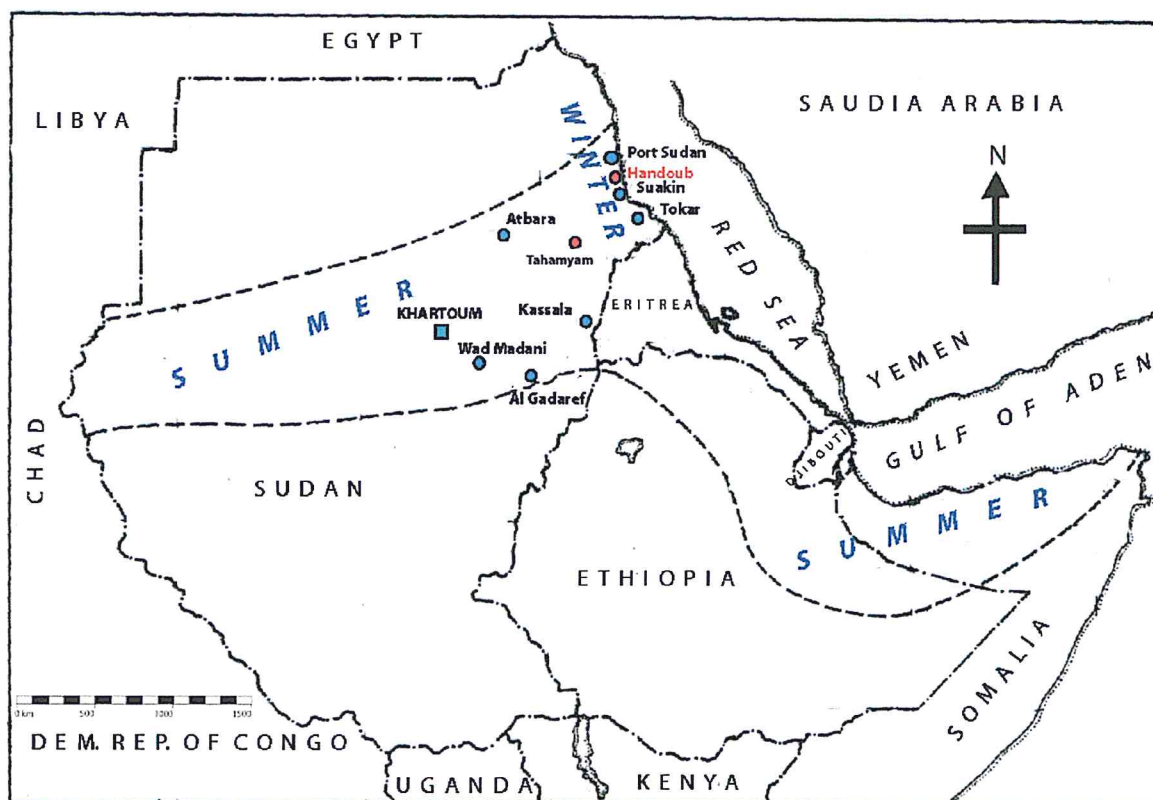 EGYPT
LIBYA
SAUDIA ARABIA
WINTER
N
Port Sudan
Handoub
Suakin
Tokar
Atbara
Tahamyam
RED SEA
SUMMER
KHARTOUM
Kassala
ERITREA
Wad Madani
Al Gadaref
YEMEN
GULF OF ADEN
DJIBOUTI
CHAD
SUDAN
SUMMER
ETHIOPIA
SOMALIA
0 km 500 1000 1500
DEM. REP. OF CONGO
UGANDA
KENYA